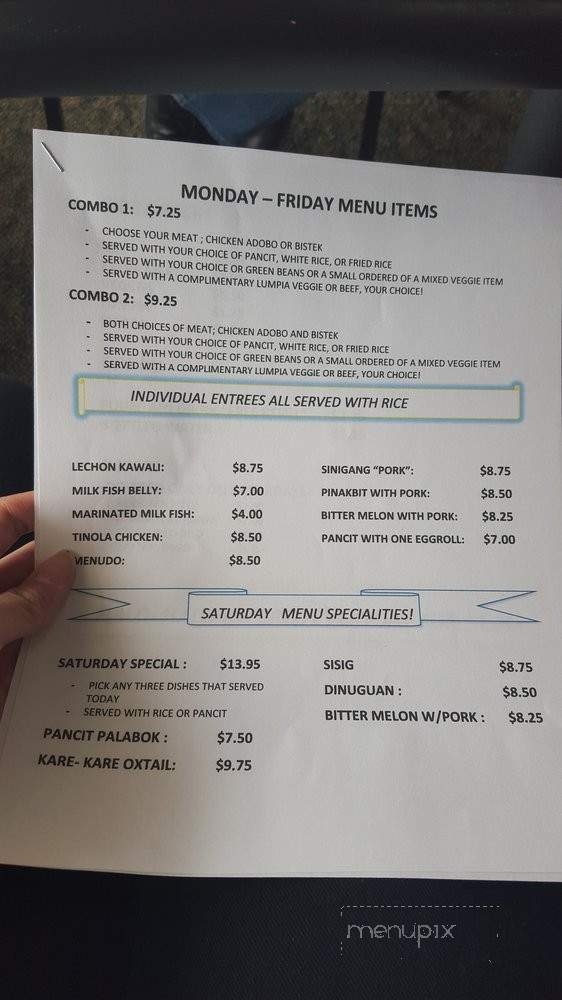 MONDAY – FRIDAY MENU ITEMS
COMBO 1: $7.25
- CHOOSE YOUR MEAT ; CHICKEN ADOBO OR BISTEK
- SERVED WITH YOUR CHOICE OF PANCIT, WHITE RICE, OR FRIED RICE
- SERVED WITH YOUR CHOICE OR GREEN BEANS OR A SMALL ORDERED OF A MIXED VEGGIE ITEM
- SERVED WITH A COMPLIMENTARY LUMPIA VEGGIE OR BEEF, YOUR CHOICE!
COMBO 2: $9.25
- BOTH CHOICES OF MEAT; CHICKEN ADOBO AND BISTEK
- SERVED WITH YOUR CHOICE OF PANCIT, WHITE RICE, OR FRIED RICE
- SERVED WITH YOUR CHOICE OF GREEN BEANS OR A SMALL ORDERED OF A MIXED VEGGIE ITEM
- SERVED WITH A COMPLIMENTARY LUMPIA VEGGIE OR BEEF, YOUR CHOICE!
INDIVIDUAL ENTREES ALL SERVED WITH RICE
LECHON KAWALI: $8.75
MILK FISH BELLY: $7.00
MARINATED MILK FISH: $4.00
TINOLA CHICKEN: $8.50
MENUDO: $8.50
SINIGANG "PORK": $8.75
PINAKBIT WITH PORK: $8.50
BITTER MELON WITH PORK: $8.25
PANCIT WITH ONE EGGROLL: $7.00
SATURDAY MENU SPECIALITIES!
SATURDAY SPECIAL : $13.95
- PICK ANY THREE DISHES THAT SERVED
TODAY
- SERVED WITH RICE OR PANCIT
PANCIT PALABOK : $7.50
KARE- KARE OXTAIL: $9.75
SISIG $8.75
DINUGUAN : $8.50
BITTER MELON W/PORK : $8.25
menupix